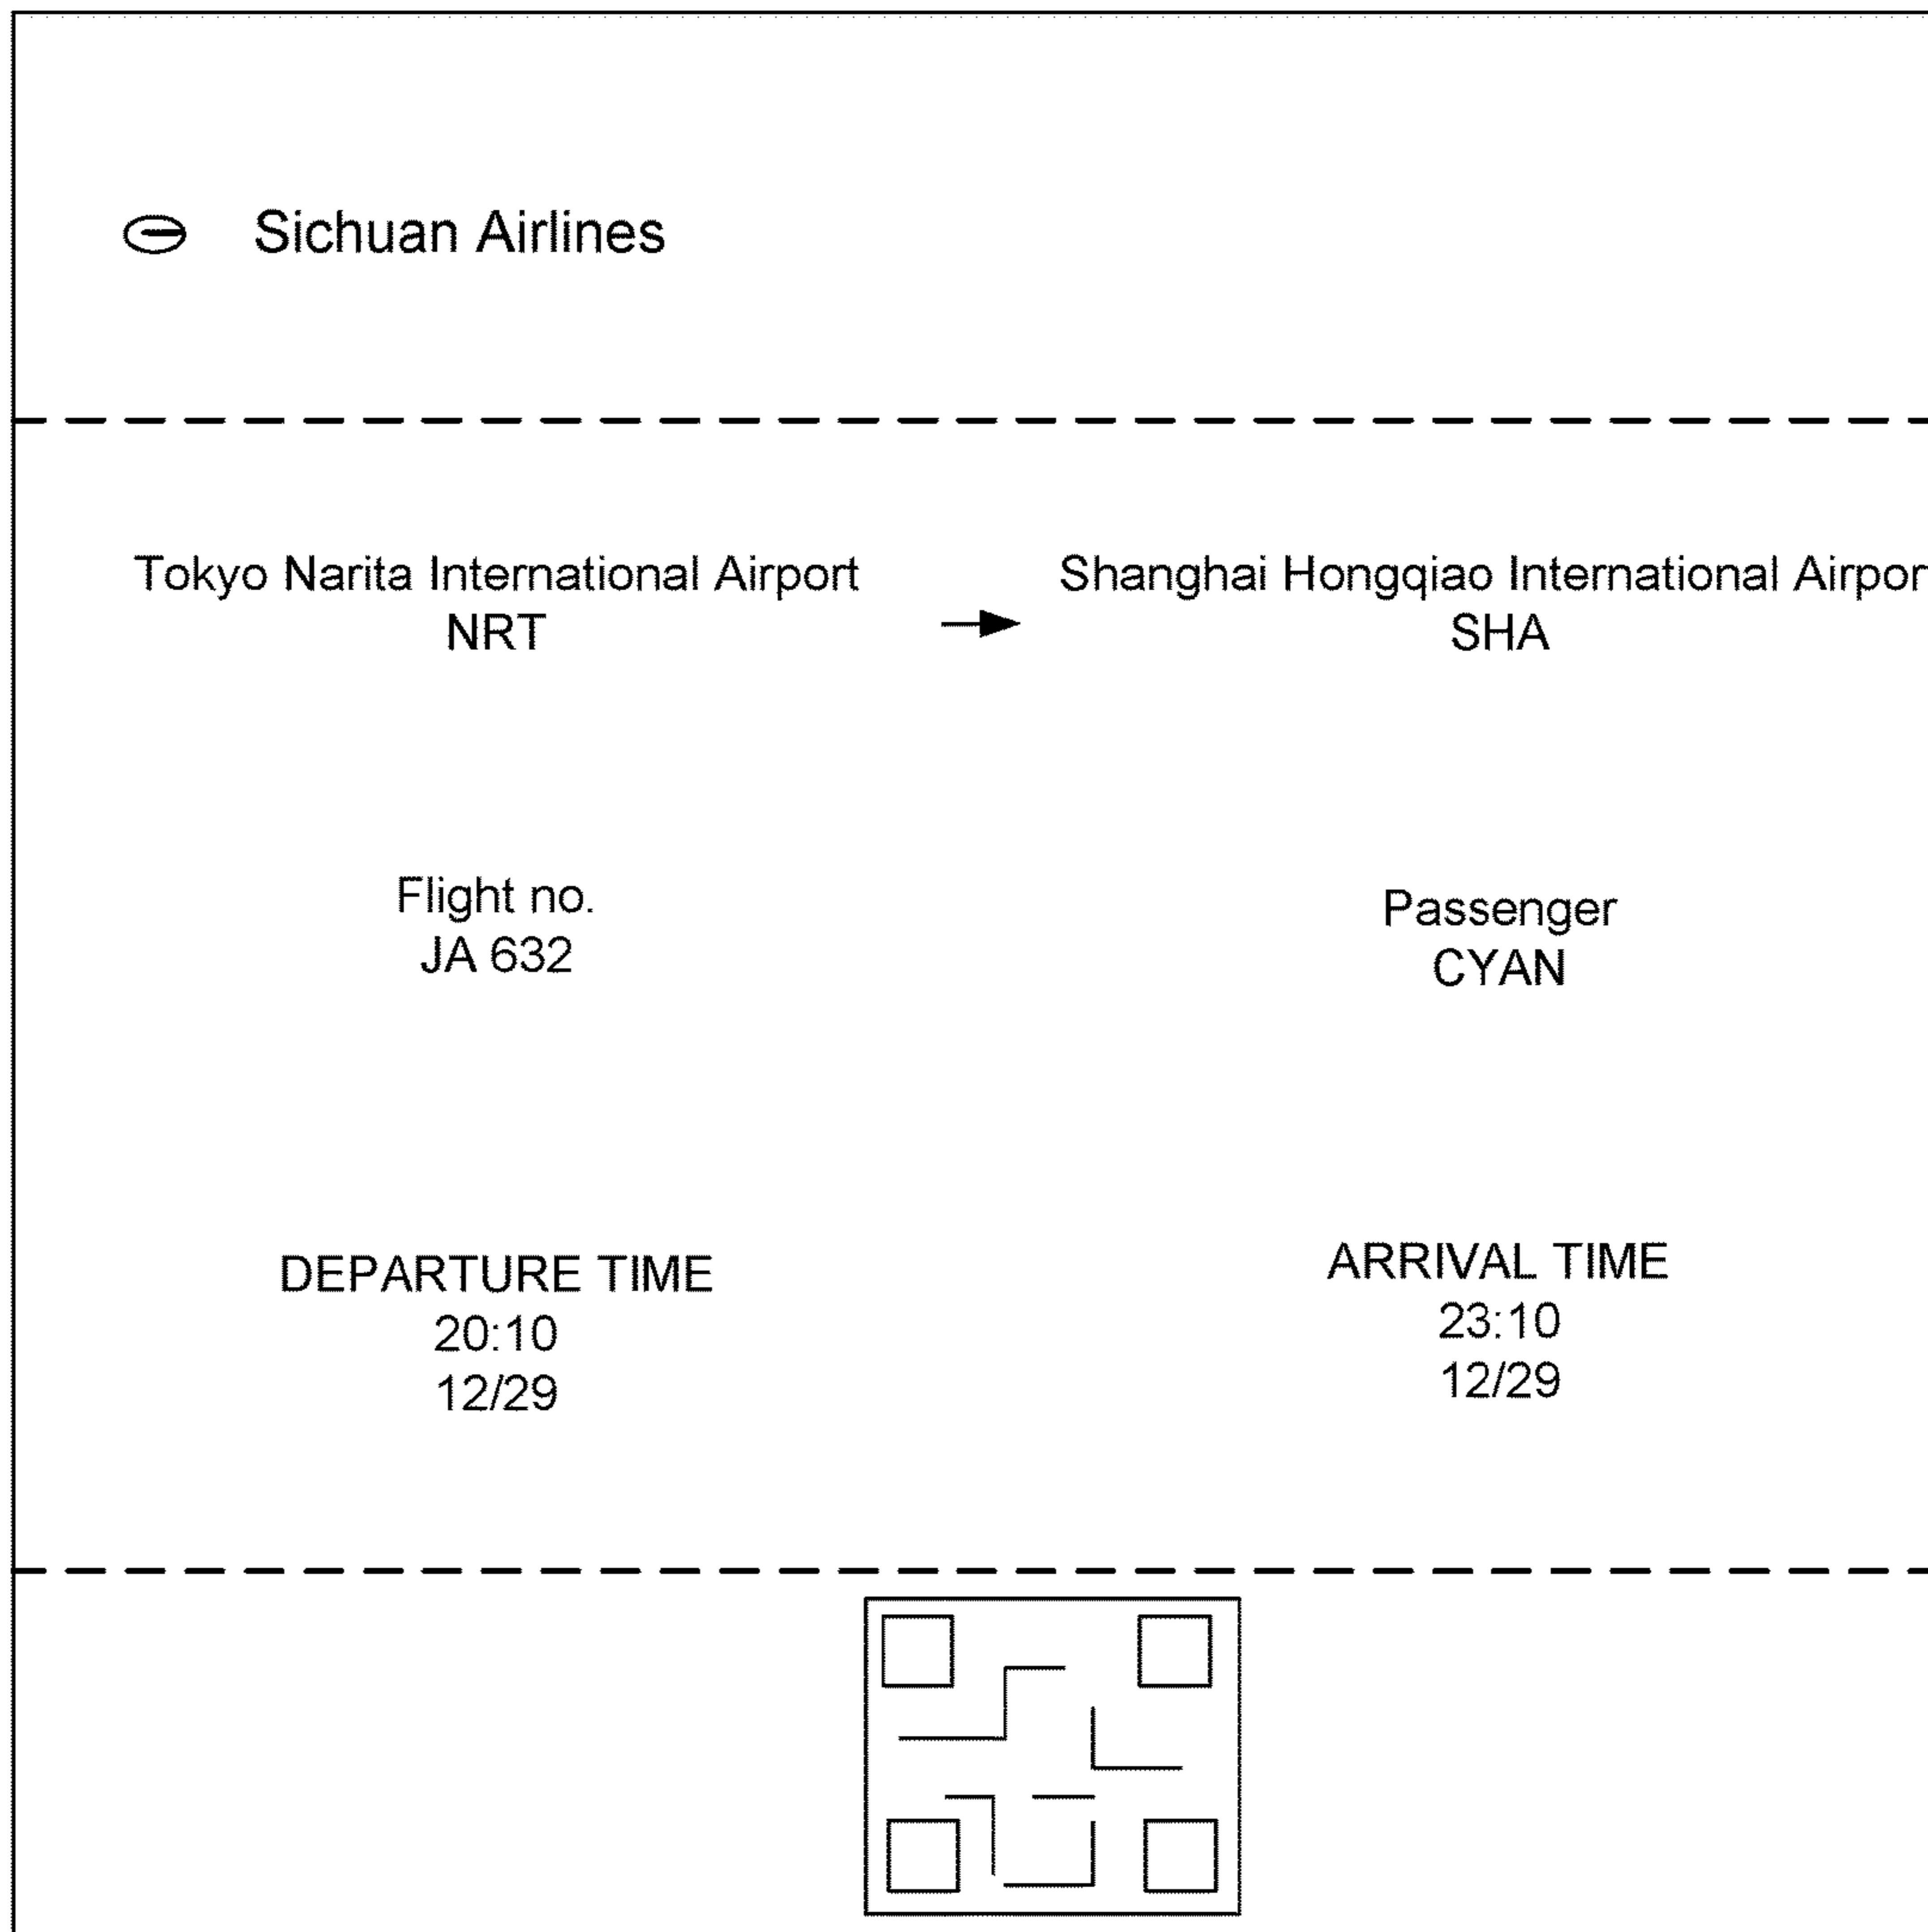 Sichuan Airlines
Tokyo Narita International Airport
NRT
Shanghai Hongqiao International Airpor
SHA
Flight no.
JA 632
Passenger
CYAN
DEPARTURE TIME
20:10
12/29
ARRIVAL TIME
23:10
12/29